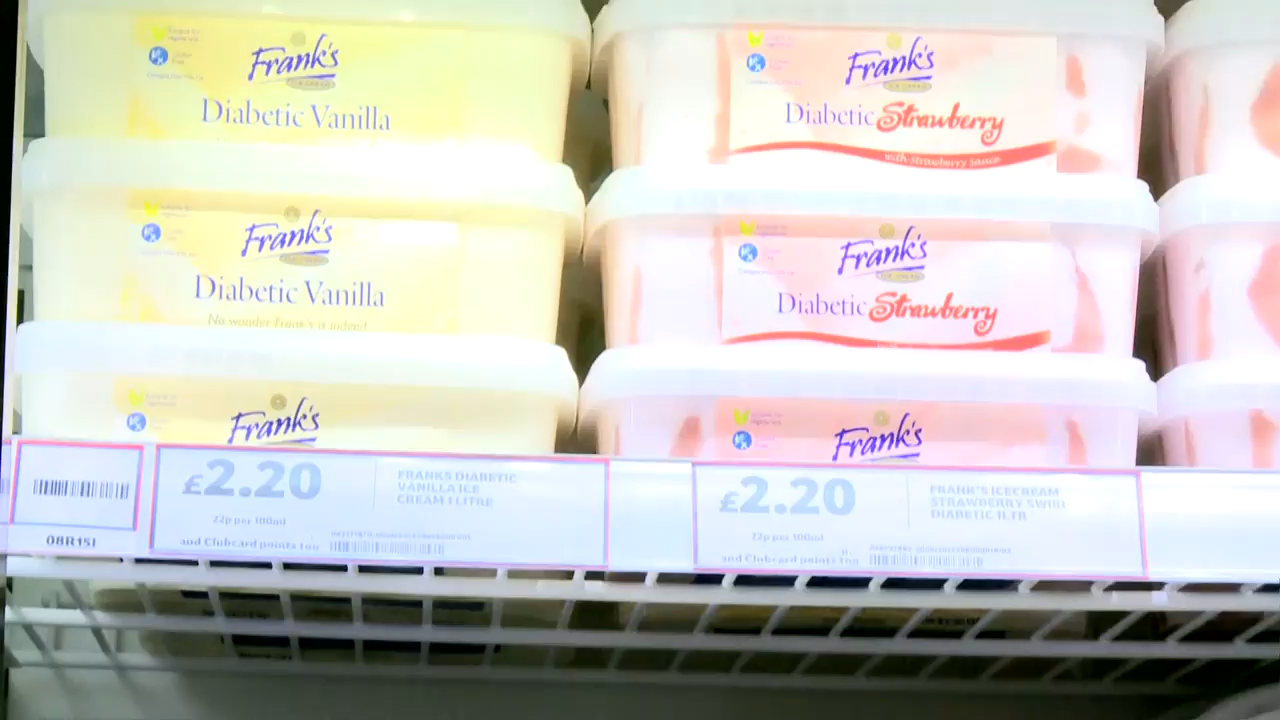 Frank's
Diabetic Vanilla
Frank's
Diabetic Strawberry
with Strawberry Sauce
Frank's
Diabetic Vanilla
No wonder Frank's is
Frank's
Diabetic Strawberry
Frank's
Frank's
08R15I
£2.20
FRANKS DIABETIC
VANILLA ICE
CREAM 1 LITRE
22p per 100ml
and Clubcard points too
£2.20
FRANK'S ICECREAM
STRAWBERRY SWIRL
DIABETIC 1LTR
22p per 100ml
and Clubcard points too